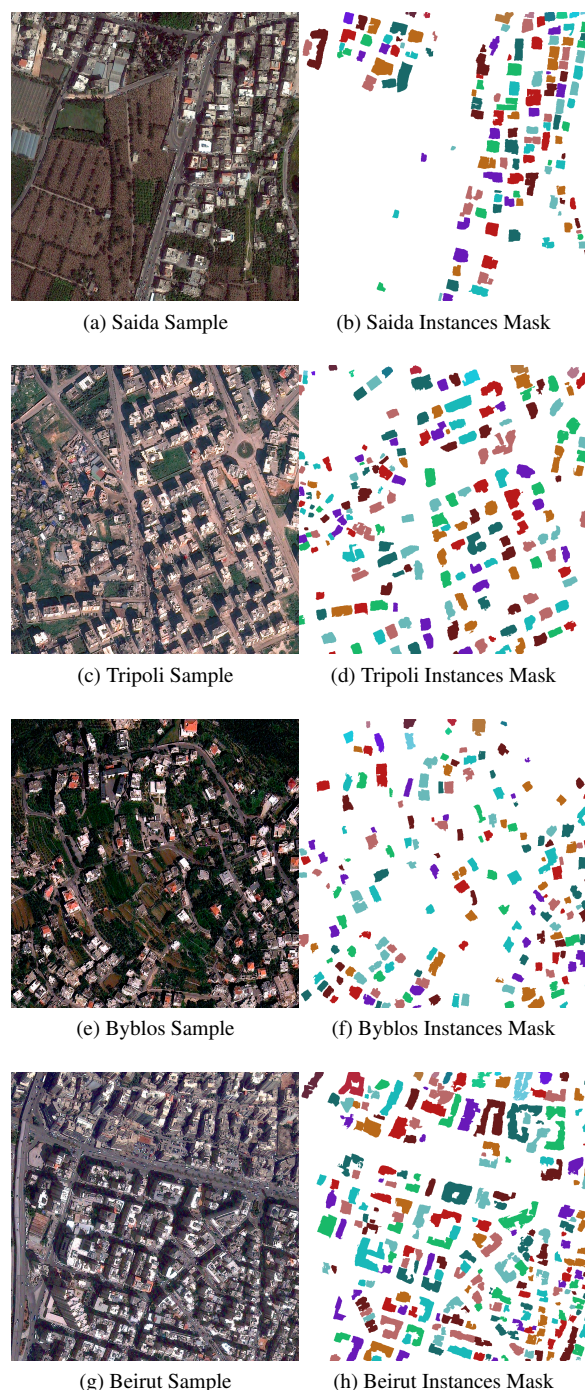 (a) Saida Sample
(b) Saida Instances Mask
(c) Tripoli Sample
(d) Tripoli Instances Mask
(e) Byblos Sample
(f) Byblos Instances Mask
(g) Beirut Sample
(h) Beirut Instances Mask